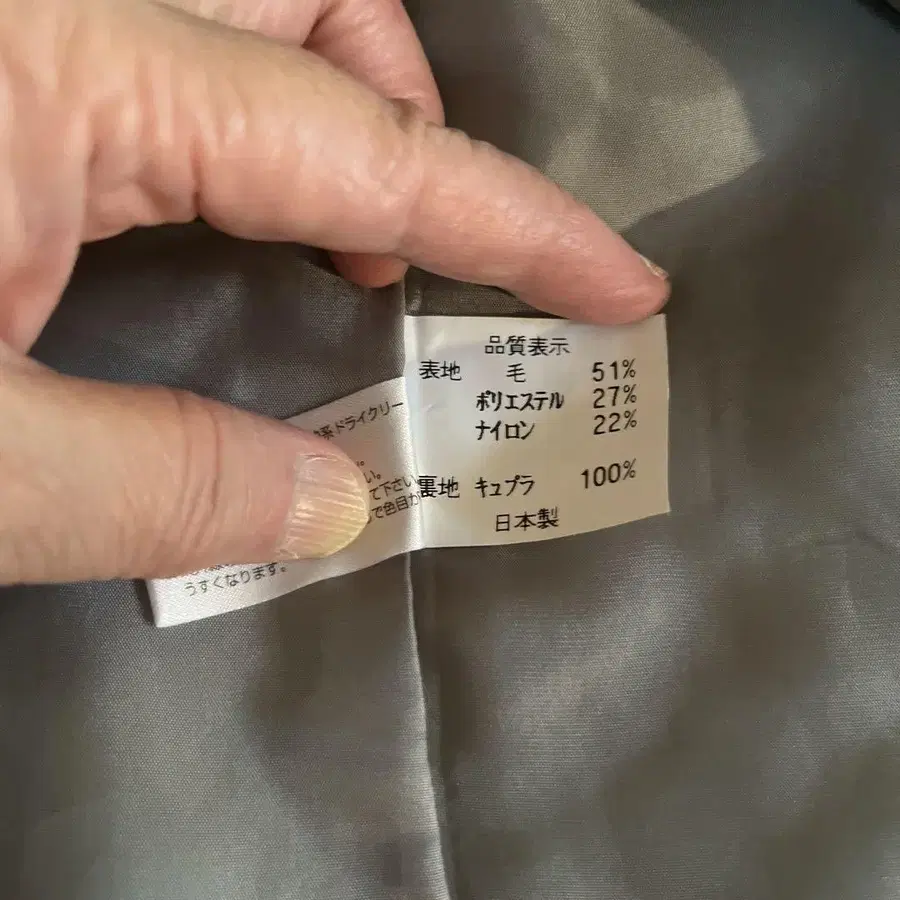 品質表示
表地 毛 51%
ポリエステル 27%
ナイロン 22%
裏地 キュプラ 100%
日本製
系ドライクリー
い。
て下さい
で色目が
うすくなります。